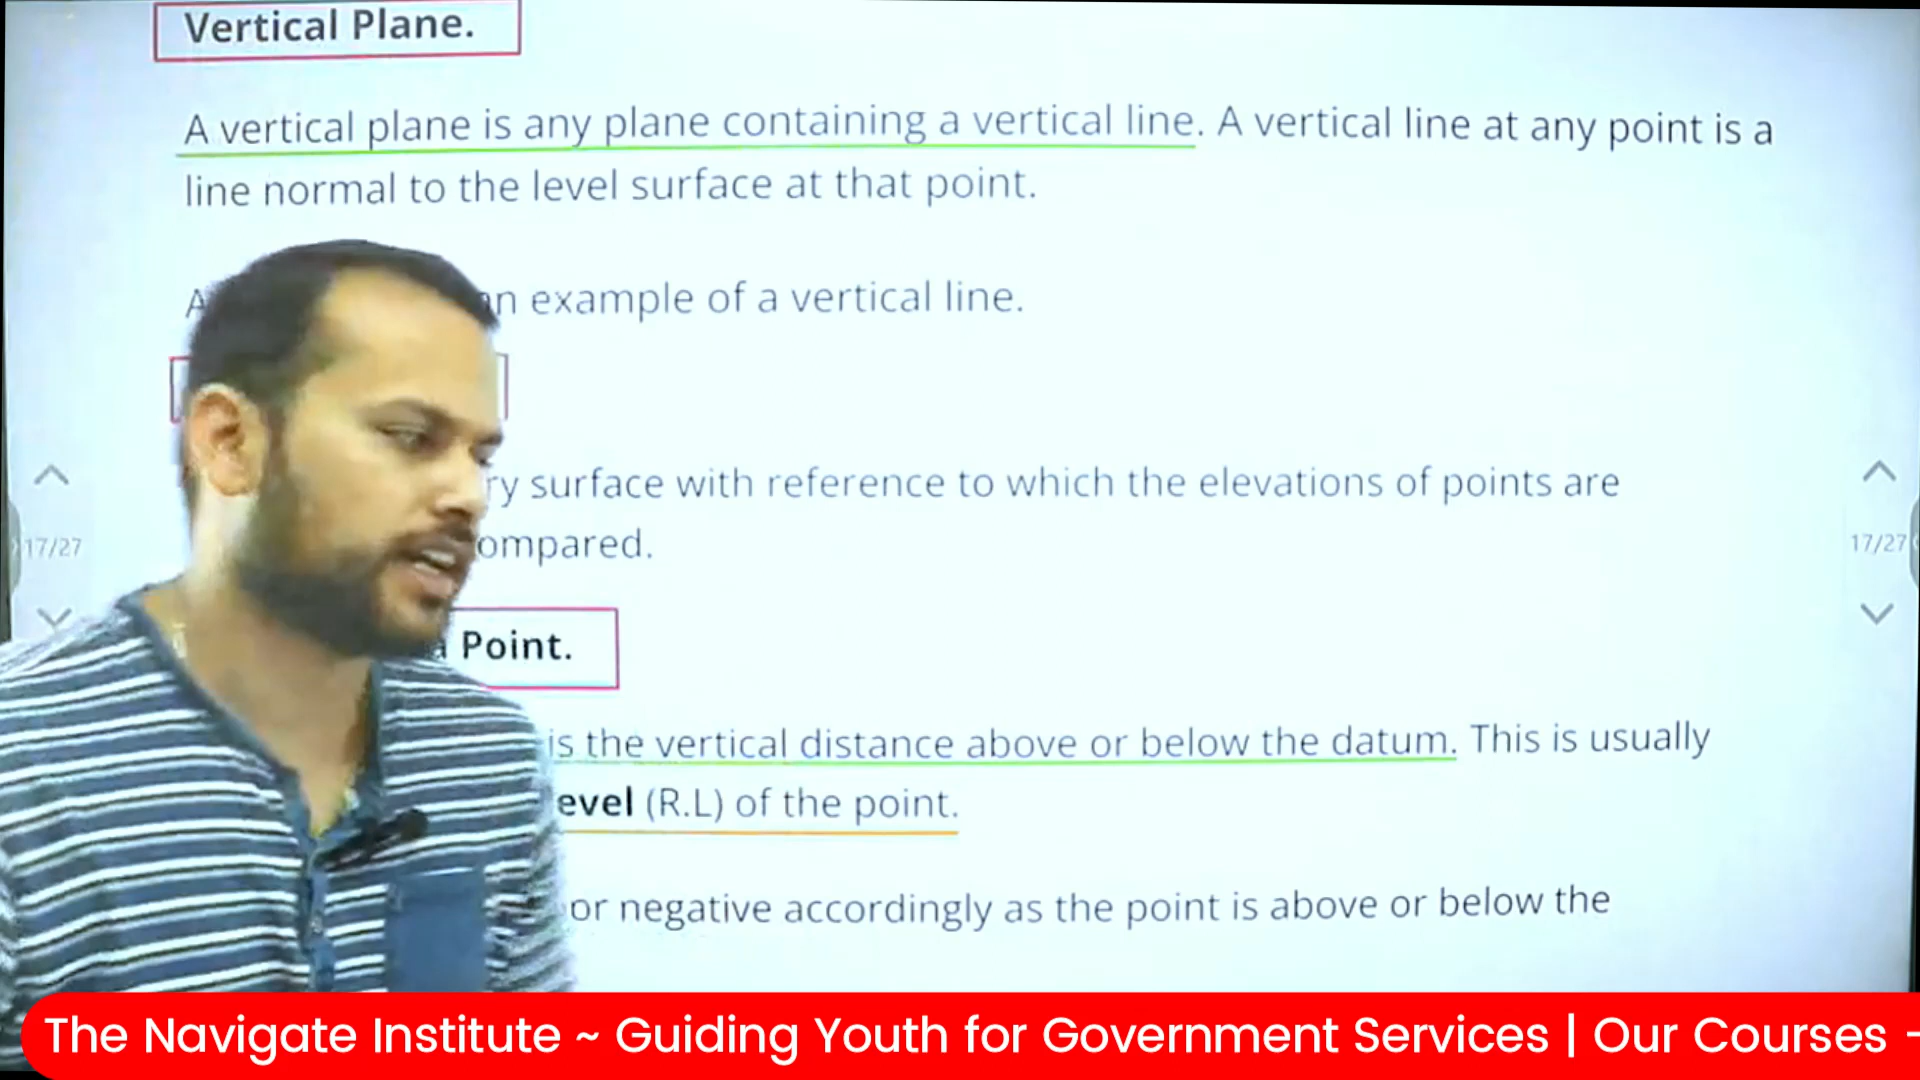 Vertical Plane.
A vertical plane is any plane containing a vertical line. A vertical line at any point is a
line normal to the level surface at that point.
A
n example of a vertical line.
ry surface with reference to which the elevations of points are
ompared.
17/27
17/27
Point.
is the vertical distance above or below the datum. This is usually
evel (R.L) of the point.
or negative accordingly as the point is above or below the
The Navigate Institute ~ Guiding Youth for Government Services | Our Courses -